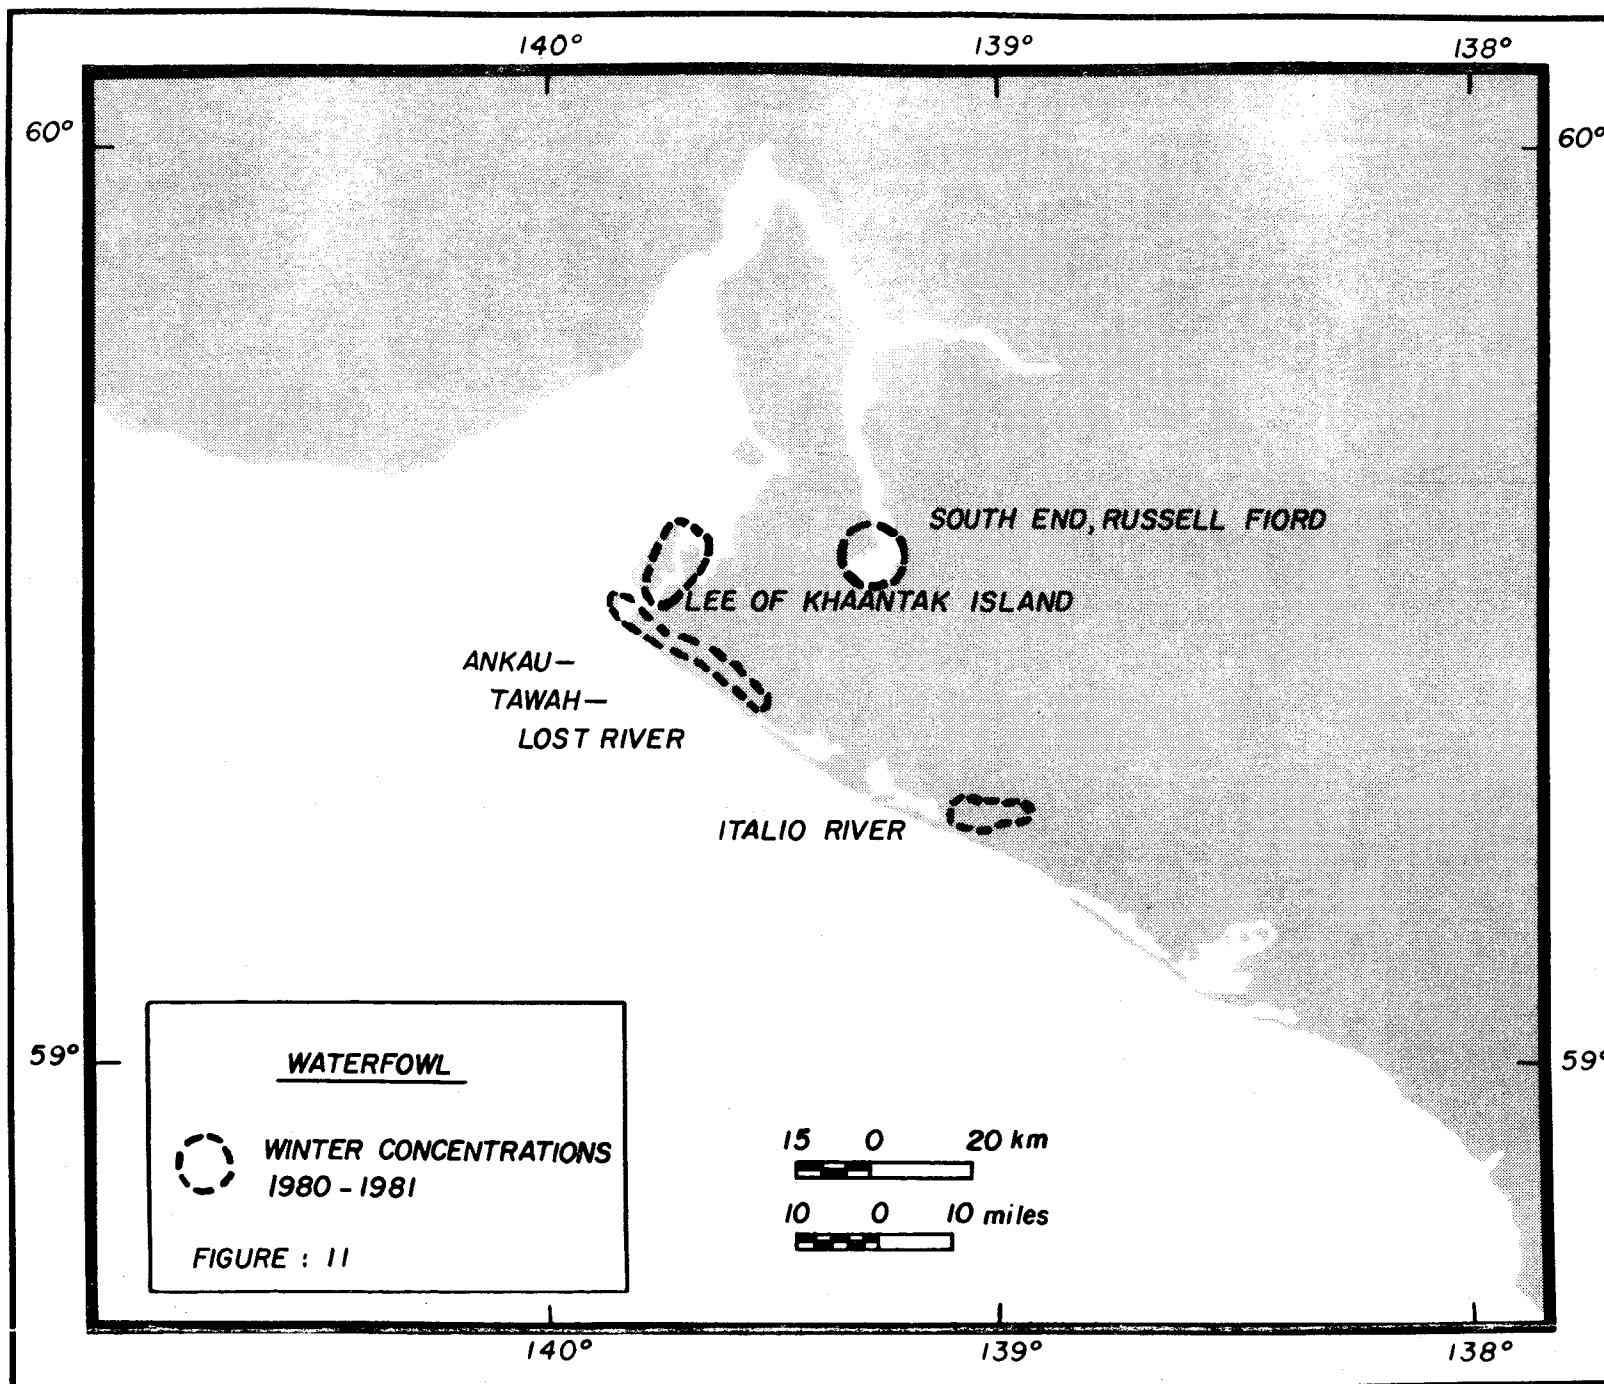 140° 139° 138°
60° 60°
SOUTH END, RUSSELL FIORD
LEE OF KHAANTAK ISLAND
ANKAU—
TAWAH—
LOST RIVER
ITALIO RIVER
59° 59°
WATERFOWL
WINTER CONCENTRATIONS
1980 - 1981
FIGURE : 11
15 0 20 km
10 0 10 miles
140° 139° 138°